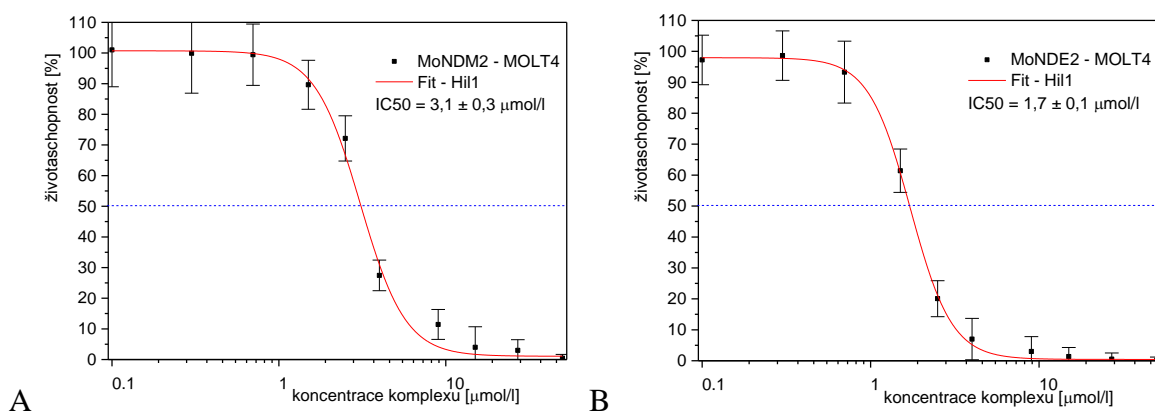 110
100
90
80
70
60
50
40
30
20
10
0
životaschopnost [%]
MoNDM2 - MOLT4
Fit - Hil1
IC50 = 3,1 ± 0,3 μmol/l
0.1
1
10
koncentrace komplexu [μmol/l]
A
110
100
90
80
70
60
50
40
30
20
10
0
životaschopnost [%]
MoNDE2 - MOLT4
Fit - Hil1
IC50 = 1,7 ± 0,1 μmol/l
0.1
1
10
koncentrace komplexu [μmol/l]
B